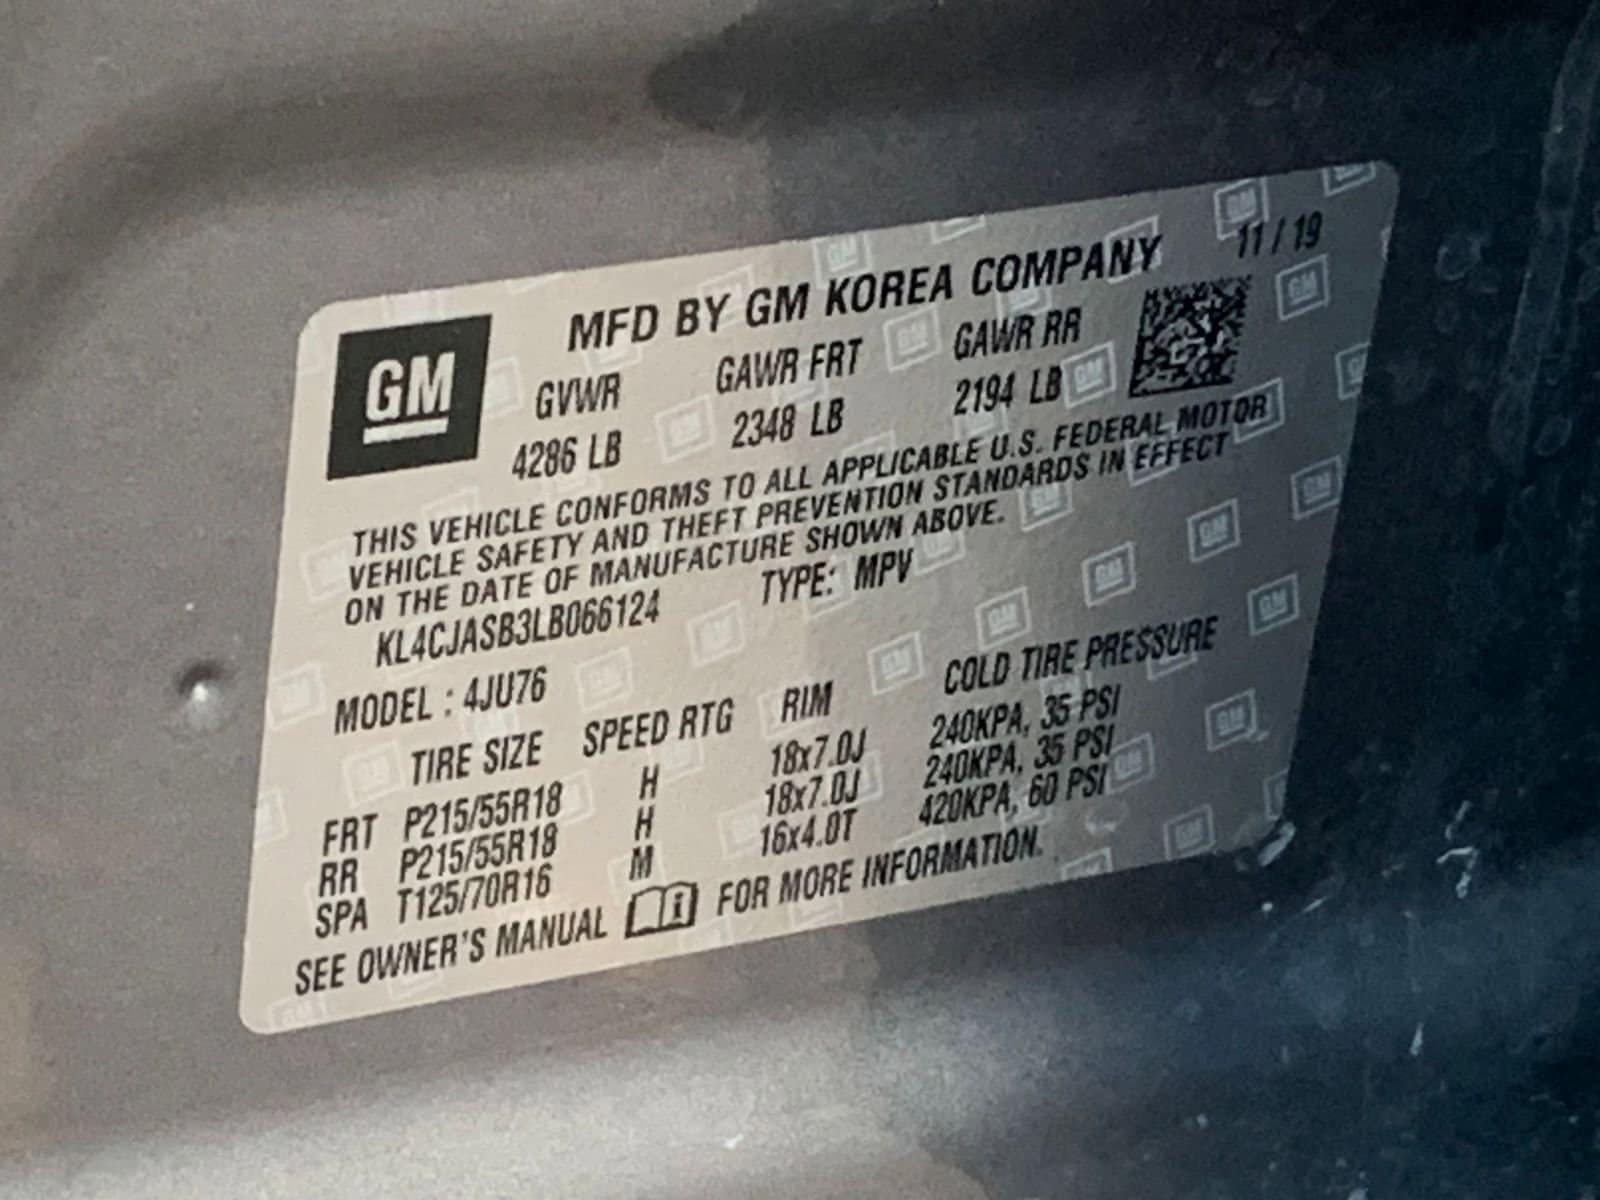 MFD BY GM KOREA COMPANY 11 / 19
GM
GVWR GAWR FRT GAWR RR
4286 LB 2348 LB 2194 LB
THIS VEHICLE CONFORMS TO ALL APPLICABLE U.S. FEDERAL MOTOR
VEHICLE SAFETY AND THEFT PREVENTION STANDARDS IN EFFECT
ON THE DATE OF MANUFACTURE SHOWN ABOVE.
KL4CJASB3LB066124 TYPE: MPV
MODEL : 4JU76
TIRE SIZE SPEED RTG RIM COLD TIRE PRESSURE
FRT P215/55R18 H 18x7.0J 240KPA, 35 PSI
RR P215/55R18 H 18x7.0J 240KPA, 35 PSI
SPA T125/70R16 M 16x4.0T 420KPA, 60 PSI
SEE OWNER'S MANUAL FOR MORE INFORMATION.